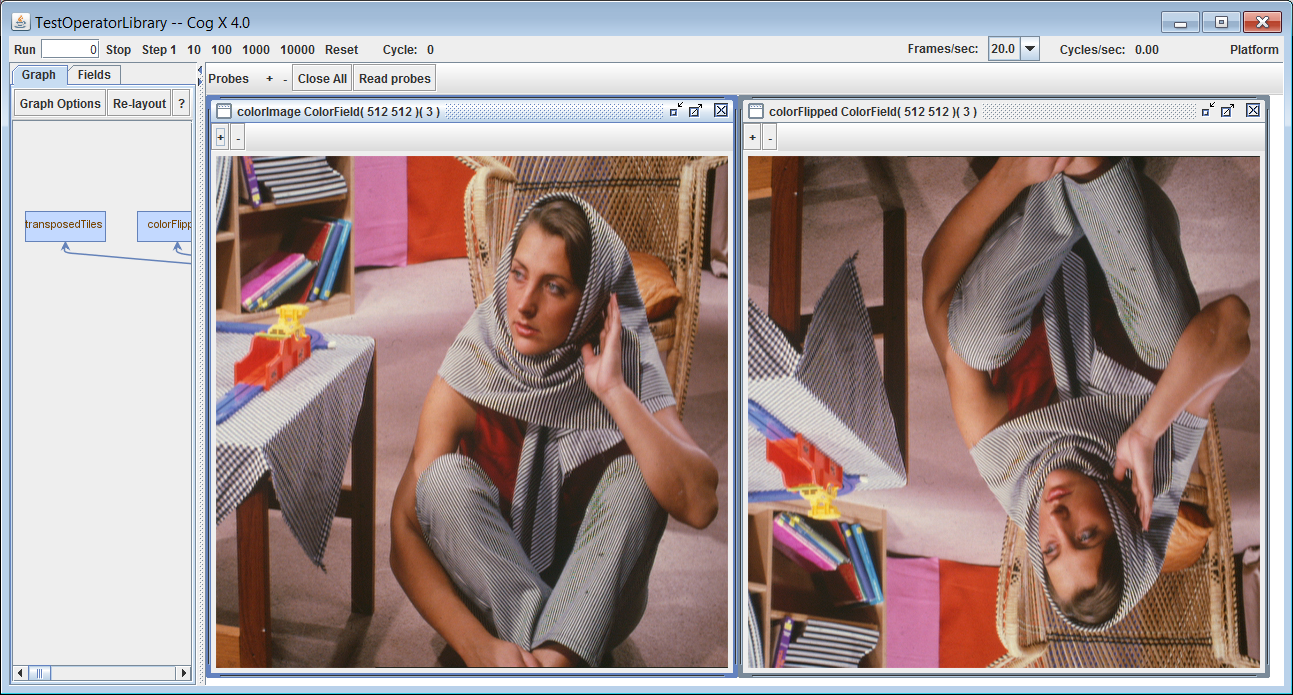 TestOperatorLibrary -- Cog X 4.0
Run 0 Stop Step 1 10 100 1000 10000 Reset Cycle: 0 Frames/sec: 20.0 Cycles/sec: 0.00 Platform
Graph Fields
Probes + - Close All Read probes
Graph Options Re-layout ?
colorImage ColorField( 512 512 )( 3 )
+ -
colorFlipped ColorField( 512 512 )( 3 )
+ -
transposedTiles colorFlipp